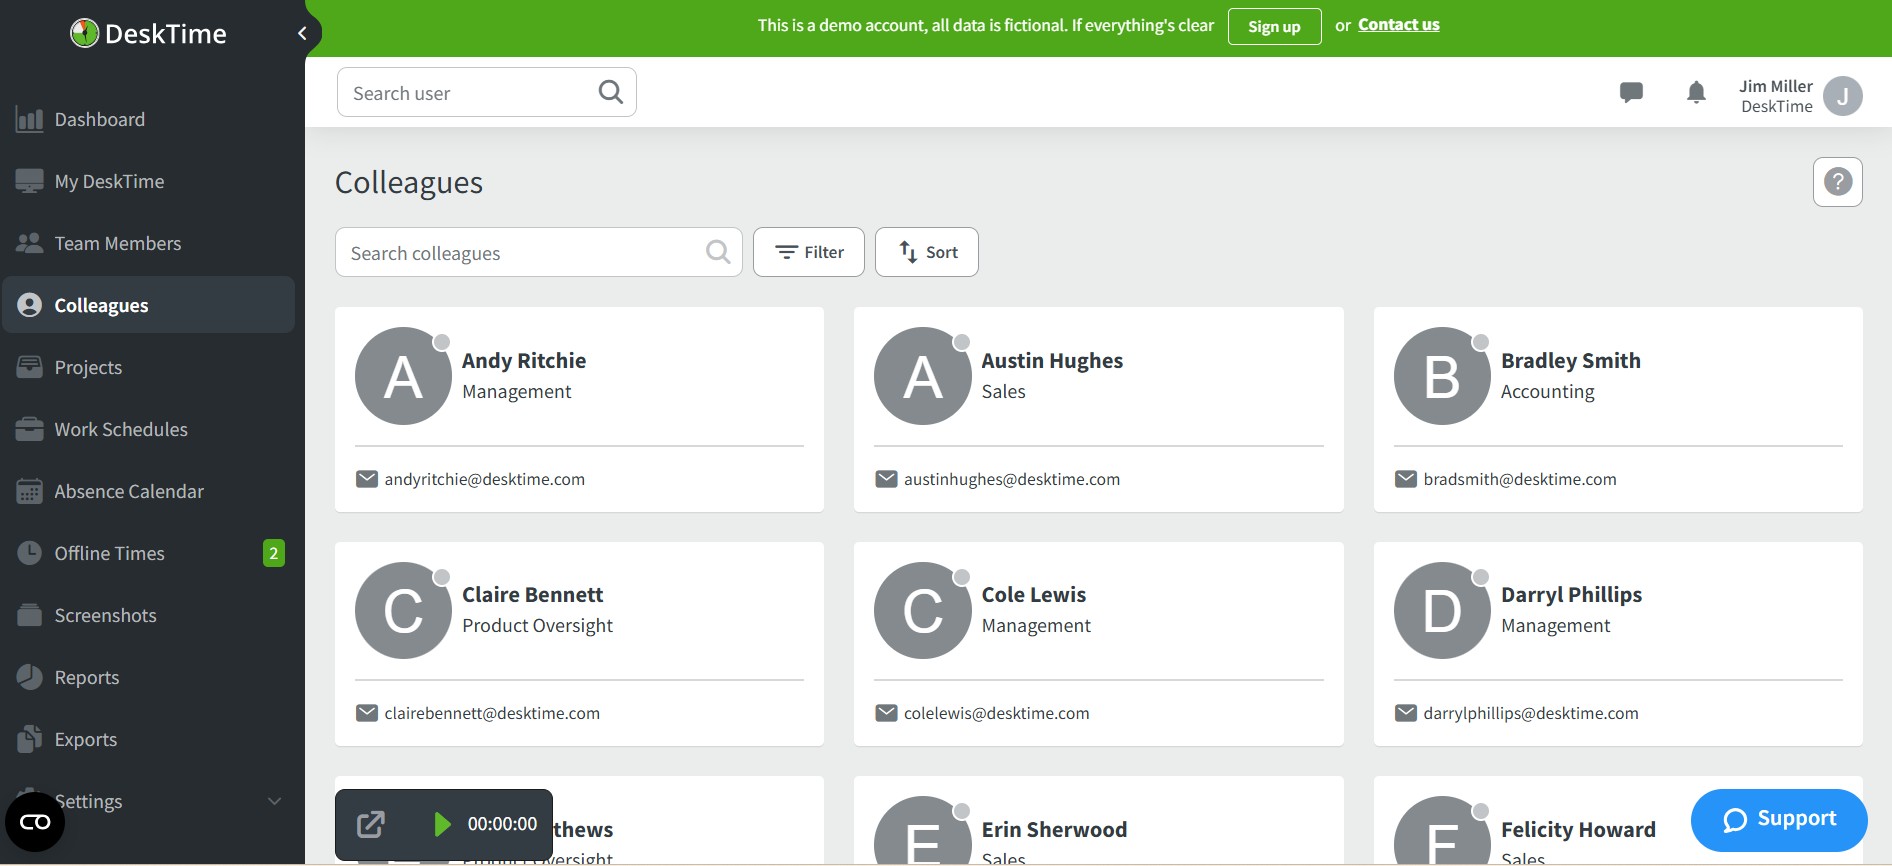 DeskTime
This is a demo account, all data is fictional. If everything's clear Sign up or Contact us
Search user
Jim Miller
DeskTime
J
Dashboard
My DeskTime
Team Members
Colleagues
Projects
Work Schedules
Absence Calendar
Offline Times 2
Screenshots
Reports
Exports
Settings
Colleagues
?
Search colleagues
Filter
Sort
A
Andy Ritchie
Management
andyritchie@desktime.com
A
Austin Hughes
Sales
austinhughes@desktime.com
B
Bradley Smith
Accounting
bradsmith@desktime.com
C
Claire Bennett
Product Oversight
clairebennett@desktime.com
C
Cole Lewis
Management
colelewis@desktime.com
D
Darryl Phillips
Management
darrylphillips@desktime.com
00:00:00
thews
Product Oversight
E
Erin Sherwood
Sales
F
Felicity Howard
Sales
Support